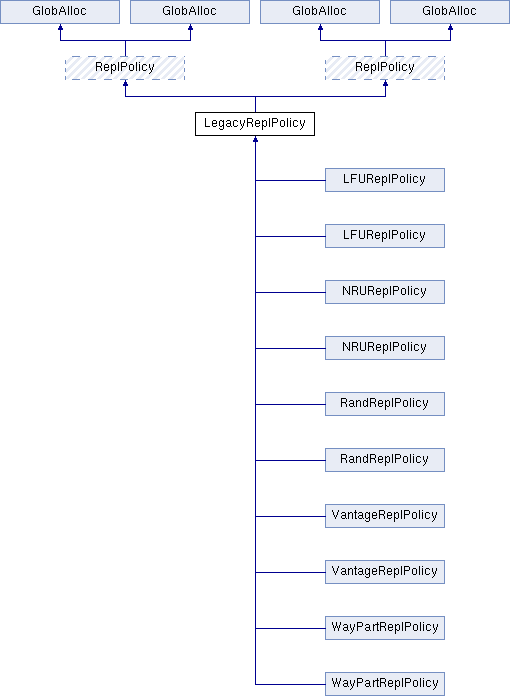 GlobAlloc
GlobAlloc
GlobAlloc
GlobAlloc
ReplPolicy
ReplPolicy
LegacyReplPolicy
LFUReplPolicy
LFUReplPolicy
NRUReplPolicy
NRUReplPolicy
RandReplPolicy
RandReplPolicy
VantageReplPolicy
VantageReplPolicy
WayPartReplPolicy
WayPartReplPolicy